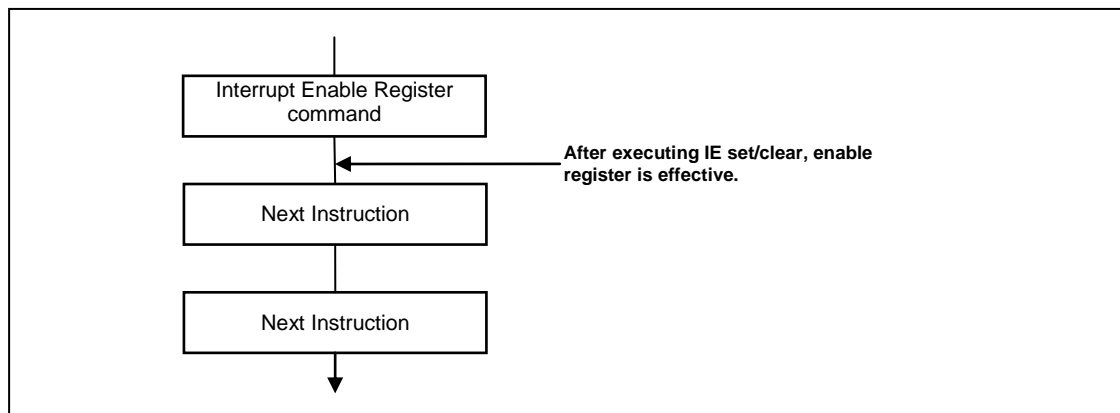 Interrupt Enable Register
command
After executing IE set/clear, enable
register is effective.
Next Instruction
Next Instruction